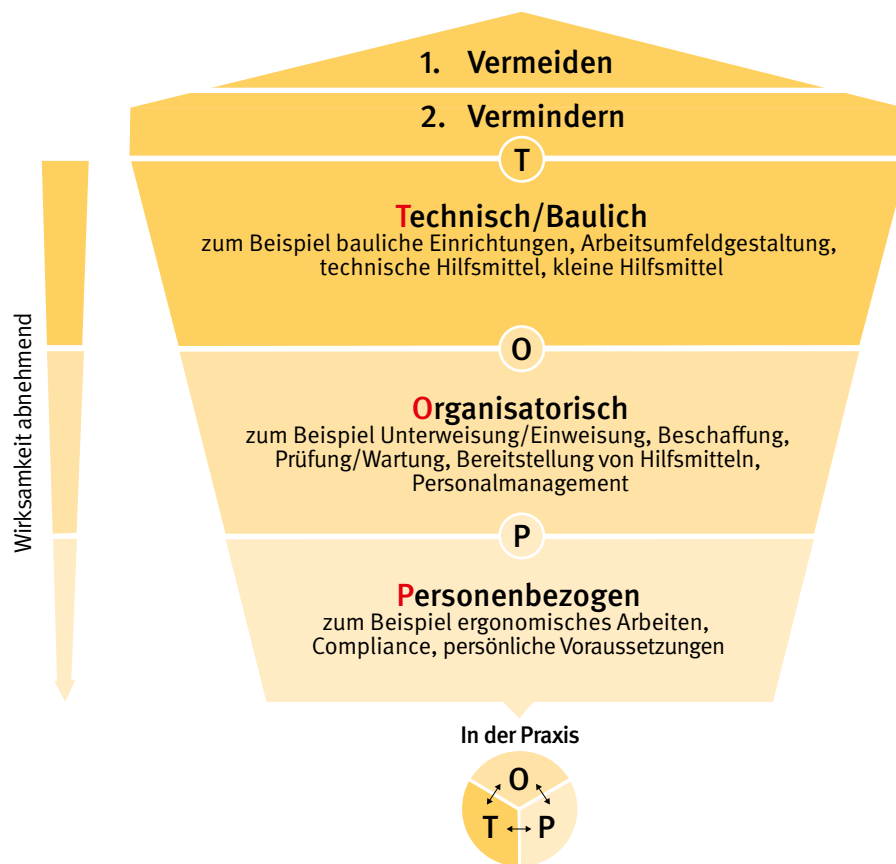 1. Vermeiden
2. Vermindern
T
Technisch/Baulich
zum Beispiel bauliche Einrichtungen, Arbeitsumfeldgestaltung,
technische Hilfsmittel, kleine Hilfsmittel
O
Organisatorisch
zum Beispiel Unterweisung/Einweisung, Beschaffung,
Prüfung/Wartung, Bereitstellung von Hilfsmitteln,
Personalmanagement
P
Personenbezogen
zum Beispiel ergonomisches Arbeiten,
Compliance, persönliche Voraussetzungen
Wirksamkeit abnehmend
In der Praxis
O
T P